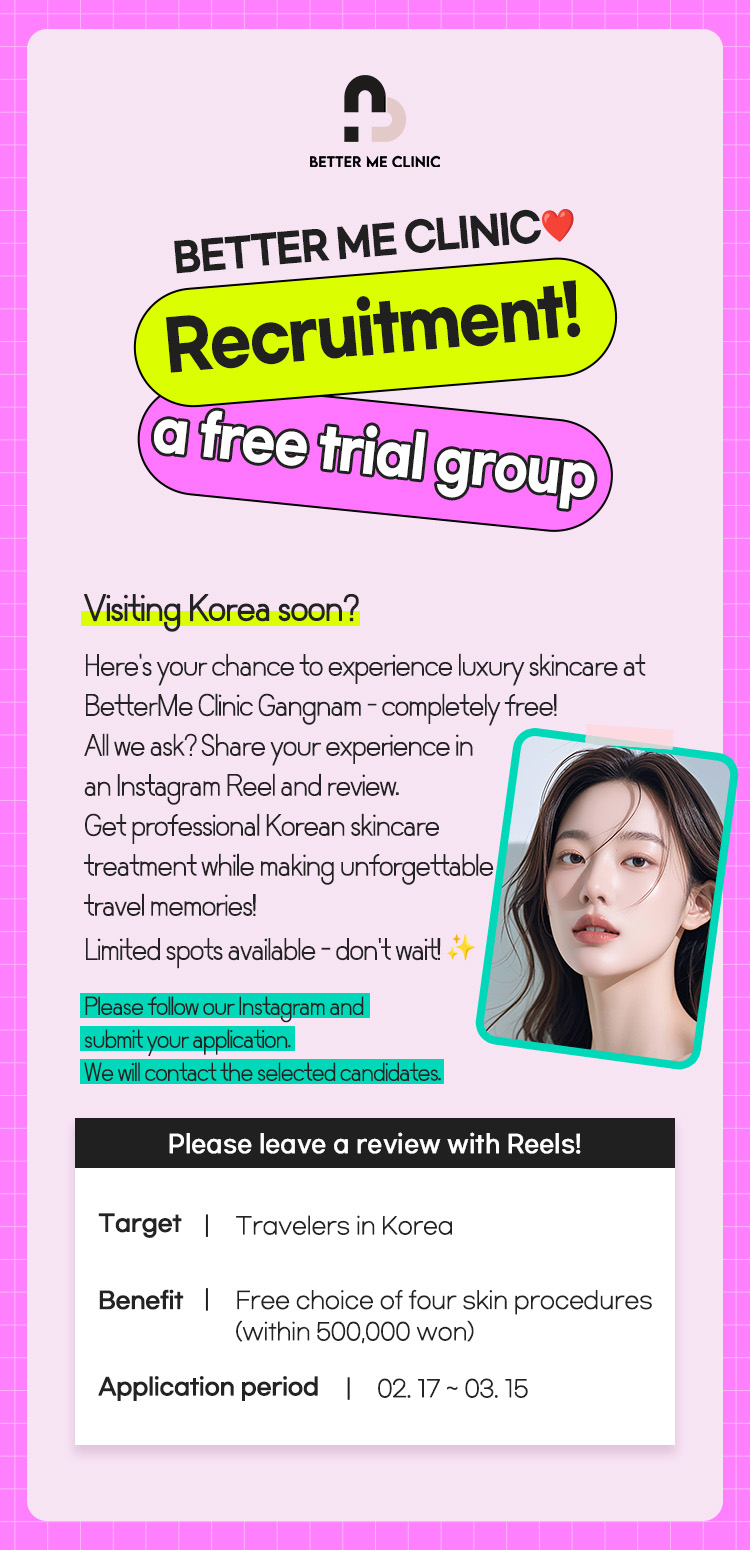 BETTER ME CLINIC
BETTER ME CLINIC❤️
Recruitment!
a free trial group
Visiting Korea soon?
Here's your chance to experience luxury skincare at
BetterMe Clinic Gangnam - completely free!
All we ask? Share your experience in
an Instagram Reel and review.
Get professional Korean skincare
treatment while making unforgettable
travel memories!
Limited spots available - don't wait! ✨
Please follow our Instagram and
submit your application.
We will contact the selected candidates.
Please leave a review with Reels!
Target | Travelers in Korea
Benefit | Free choice of four skin procedures
(within 500,000 won)
Application period | 02. 17 ~ 03. 15